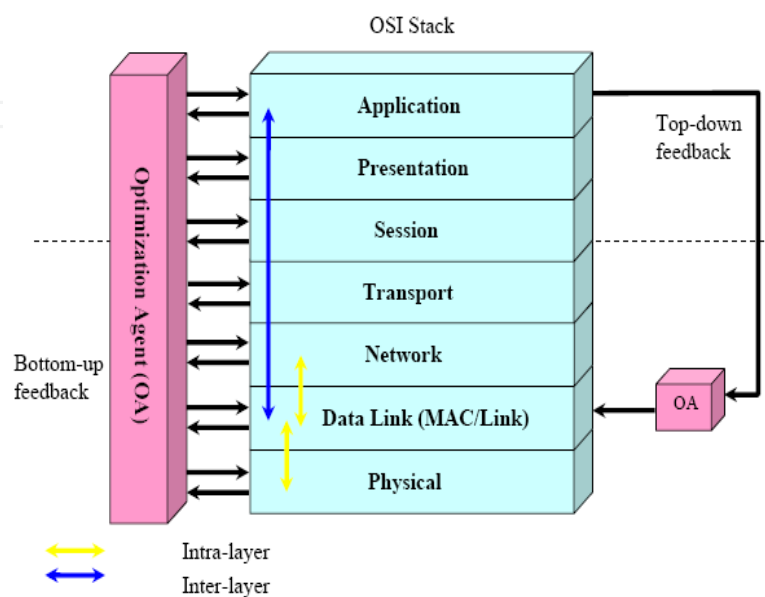 OSI Stack
Application
Presentation
Session
Transport
Network
Data Link (MAC/Link)
Physical
Optimization Agent (OA)
Top-down
feedback
OA
Bottom-up
feedback
Intra-layer
Inter-layer